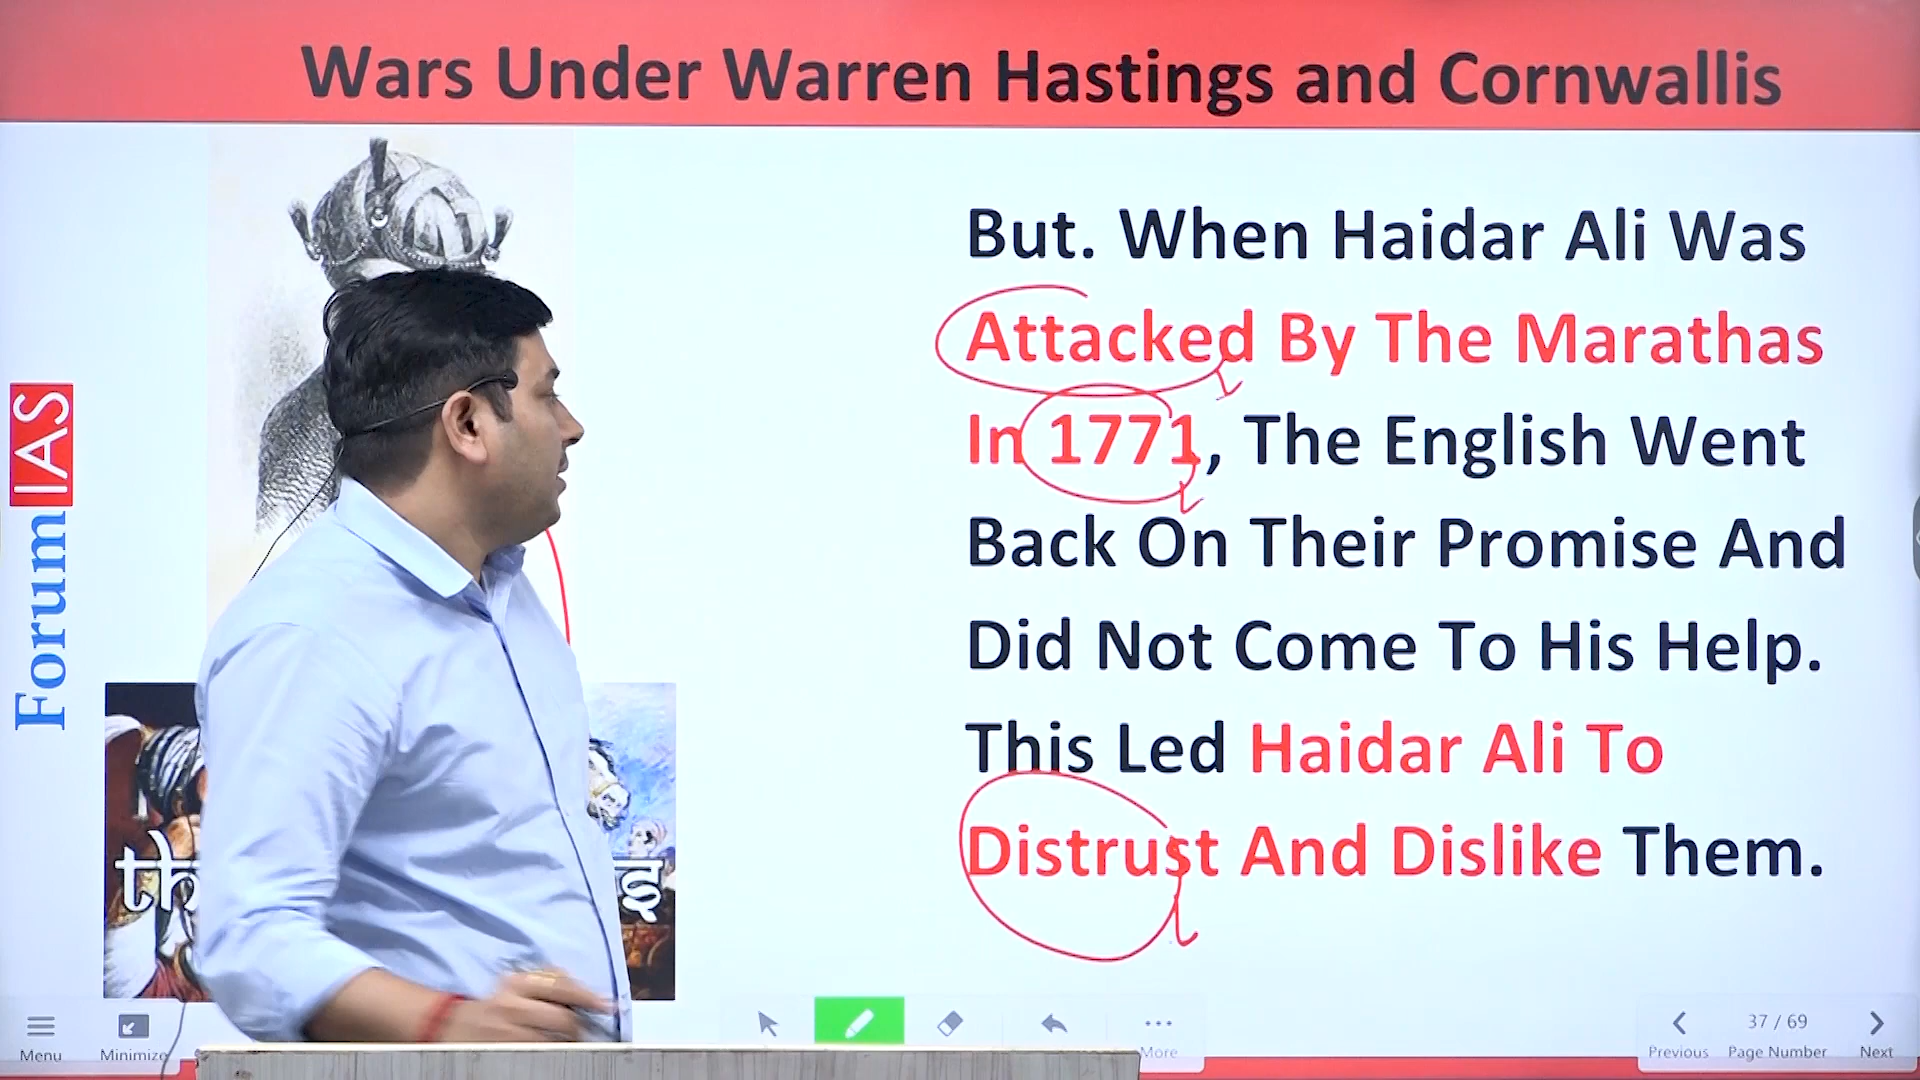 Wars Under Warren Hastings and Cornwallis
But. When Haidar Ali Was
Attacked By The Marathas
In 1771, The English Went
Back On Their Promise And
Did Not Come To His Help.
This Led Haidar Ali To
Distrust And Dislike Them.
ForumIAS
Menu
Minimize
More
37 / 69
Previous
Page Number
Next